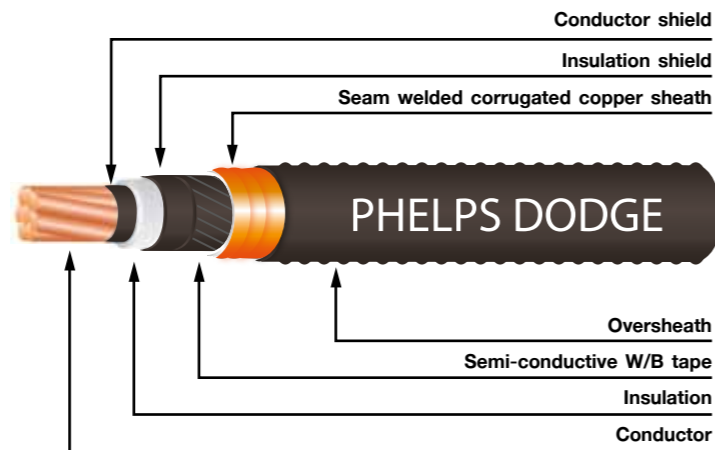 Conductor shield
Insulation shield
Seam welded corrugated copper sheath
PHELPS DODGE
Oversheath
Semi-conductive W/B tape
Insulation
Conductor